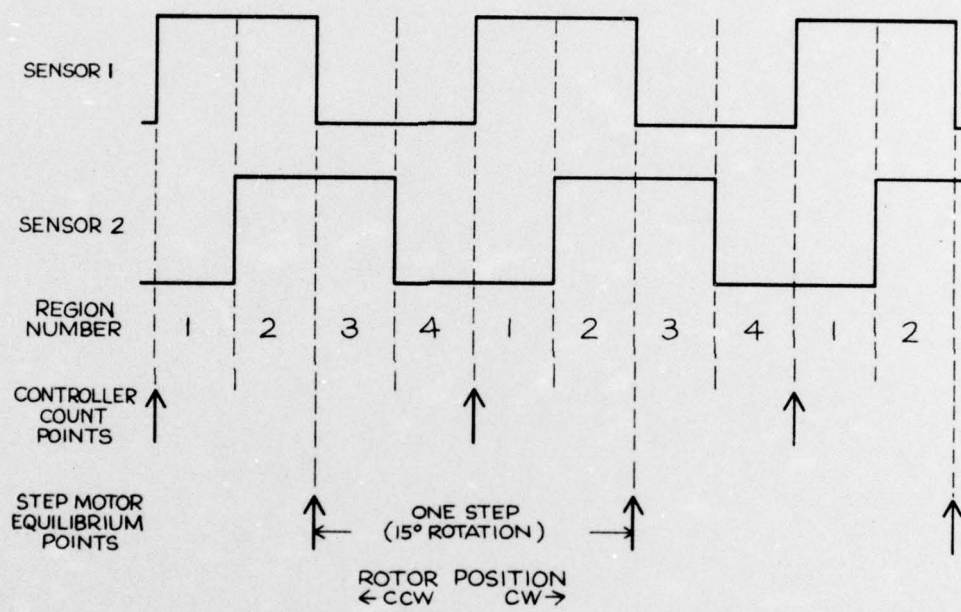 SENSOR 1
SENSOR 2
REGION
NUMBER
1 2 3 4 1 2 3 4 1 2
CONTROLLER
COUNT
POINTS
STEP MOTOR
EQUILIBRIUM
POINTS
ONE STEP
(15° ROTATION)
ROTOR POSITION
← CCW CW →